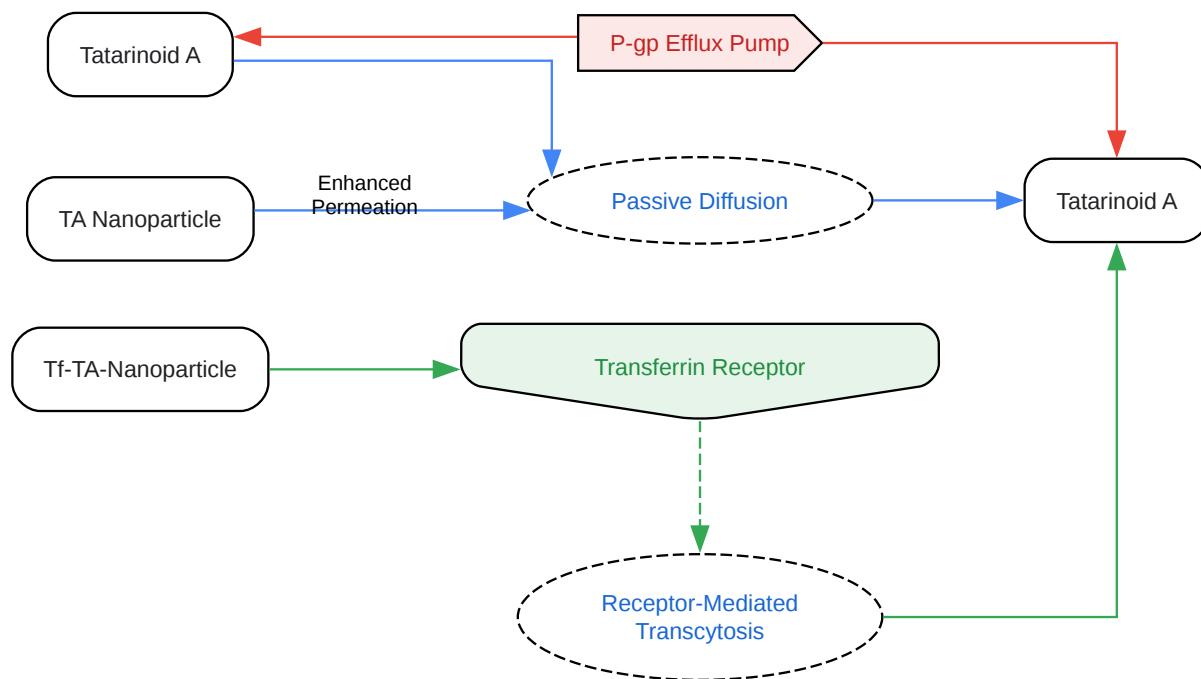 P-gp Efflux Pump
Tatarinoid A
Enhanced
Permeation
TA Nanoparticle
Passive Diffusion
Tatarinoid A
Tf-TA-Nanoparticle
Transferrin Receptor
Receptor-Mediated
Transcytosis